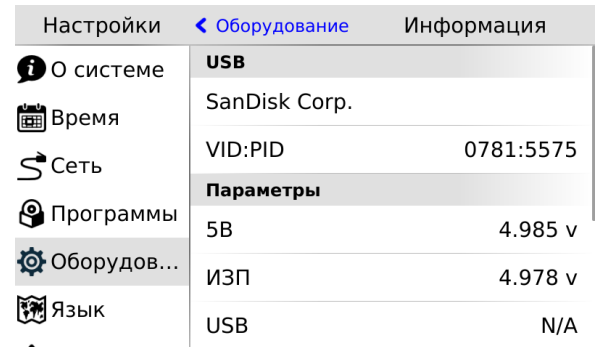 Настройки
Оборудование
Информация
О системе
Время
Сеть
Программы
Оборудов...
Язык
USB
SanDisk Corp.
VID:PID 0781:5575
Параметры
5В 4.985 v
ИЗП 4.978 v
USB N/A